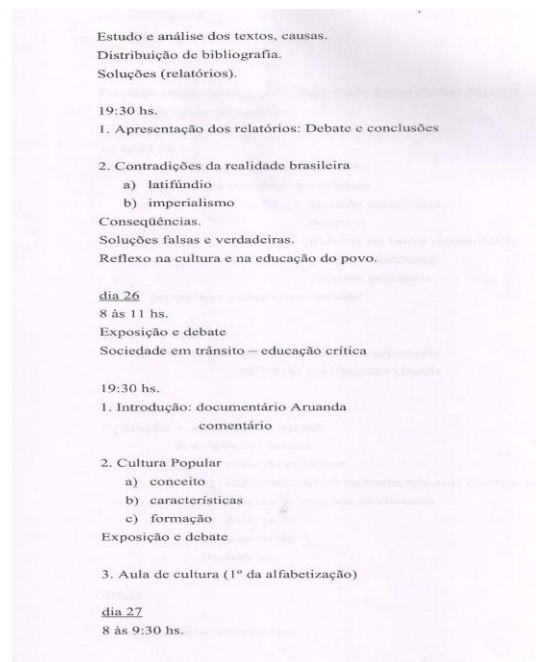 Estudo e análise dos textos, causas.
Distribuição de bibliografia.
Soluções (relatórios).
19:30 hs.
1. Apresentação dos relatórios: Debate e conclusões
2. Contradições da realidade brasileira
a) latifúndio
b) imperialismo
Conseqüências.
Soluções falsas e verdadeiras.
Reflexo na cultura e na educação do povo.
dia 26
8 às 11 hs.
Exposição e debate
Sociedade em trânsito – educação crítica
19:30 hs.
1. Introdução: documentário Aruanda
comentário
2. Cultura Popular
a) conceito
b) características
c) formação
Exposição e debate
3. Aula de cultura (1º da alfabetização)
dia 27
8 às 9:30 hs.